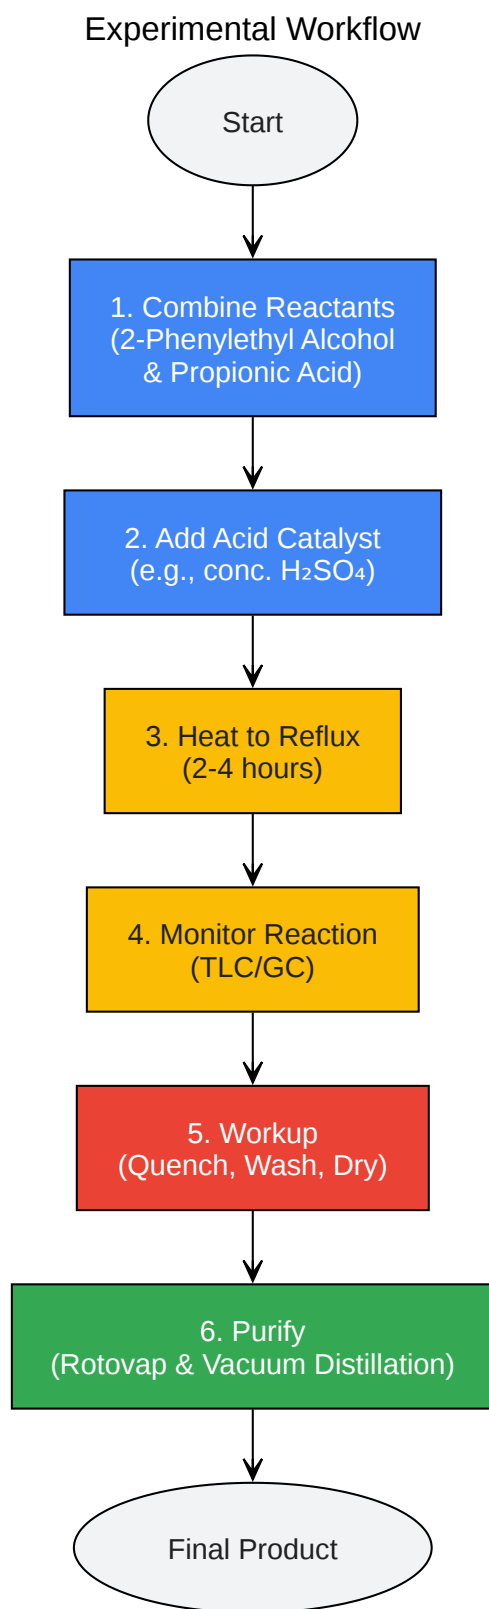 Experimental Workflow
Start
1. Combine Reactants
(2-Phenylethyl Alcohol
& Propionic Acid)
2. Add Acid Catalyst
(e.g., conc. H₂SO₄)
3. Heat to Reflux
(2-4 hours)
4. Monitor Reaction
(TLC/GC)
5. Workup
(Quench, Wash, Dry)
6. Purify
(Rotovap & Vacuum Distillation)
Final Product